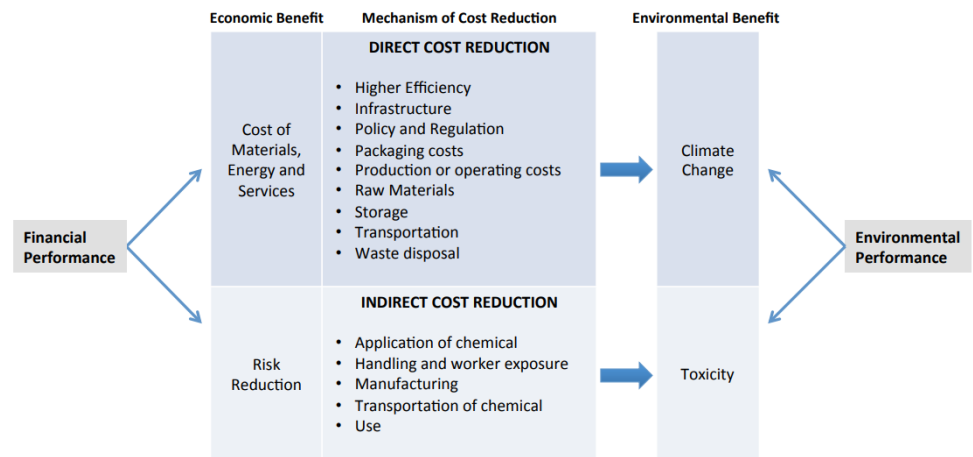 Economic Benefit
Mechanism of Cost Reduction
Environmental Benefit
Financial
Performance
Cost of
Materials,
Energy and
Services
DIRECT COST REDUCTION
• Higher Efficiency
• Infrastructure
• Policy and Regulation
• Packaging costs
• Production or operating costs
• Raw Materials
• Storage
• Transportation
• Waste disposal
Climate
Change
Risk
Reduction
INDIRECT COST REDUCTION
• Application of chemical
• Handling and worker exposure
• Manufacturing
• Transportation of chemical
• Use
Toxicity
Environmental
Performance